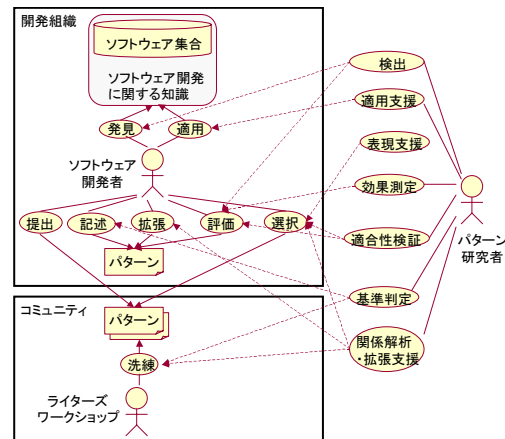 開発組織
ソフトウェア集合
ソフトウェア開発
に関する知識
発見
適用
ソフトウェア
開発者
提出
記述
拡張
評価
選択
パターン
コミュニティ
パターン
洗練
ライターズ
ワークショップ
検出
適用支援
表現支援
効果測定
適合性検証
基準判定
関係解析
・拡張支援
パターン
研究者